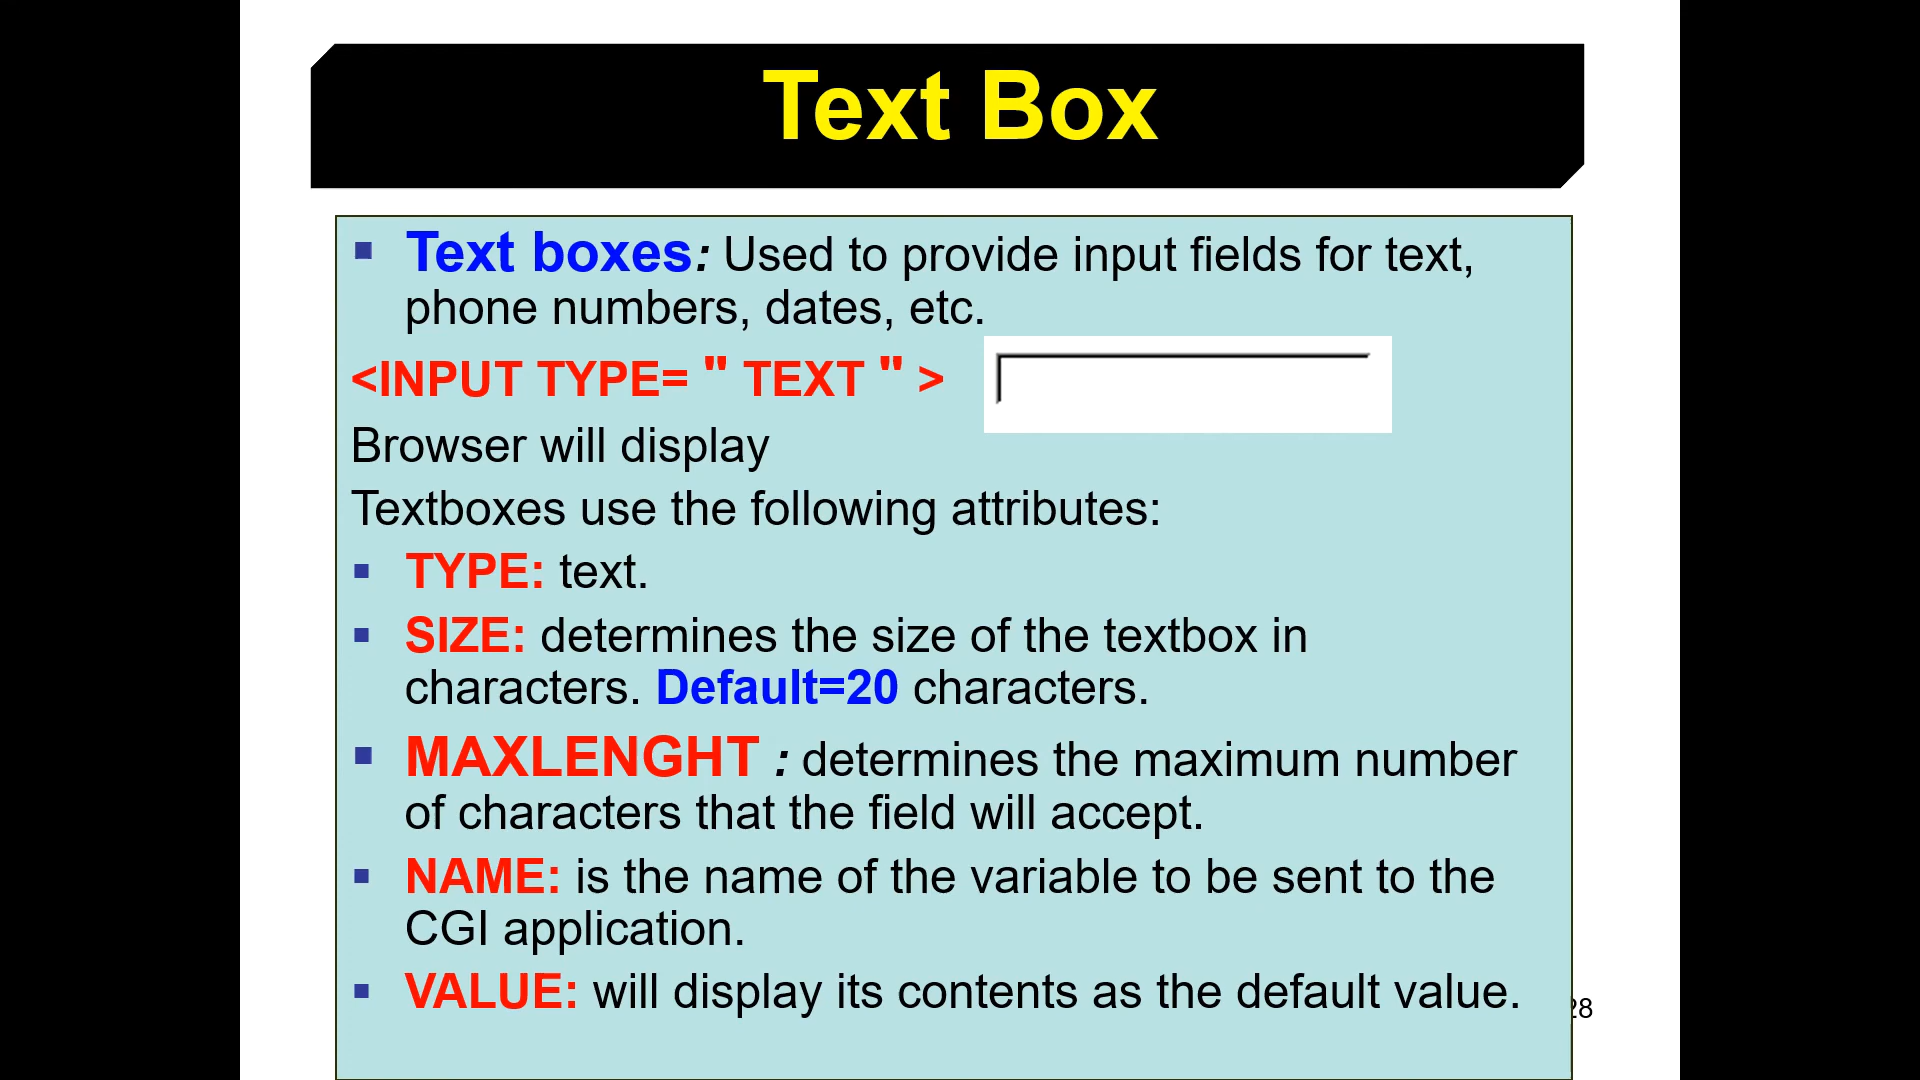 Text Box
▪ Text boxes: Used to provide input fields for text,
phone numbers, dates, etc.
<INPUT TYPE= " TEXT " >
Browser will display
Textboxes use the following attributes:
▪ TYPE: text.
▪ SIZE: determines the size of the textbox in
characters. Default=20 characters.
▪ MAXLENGHT : determines the maximum number
of characters that the field will accept.
▪ NAME: is the name of the variable to be sent to the
CGI application.
▪ VALUE: will display its contents as the default value.
28